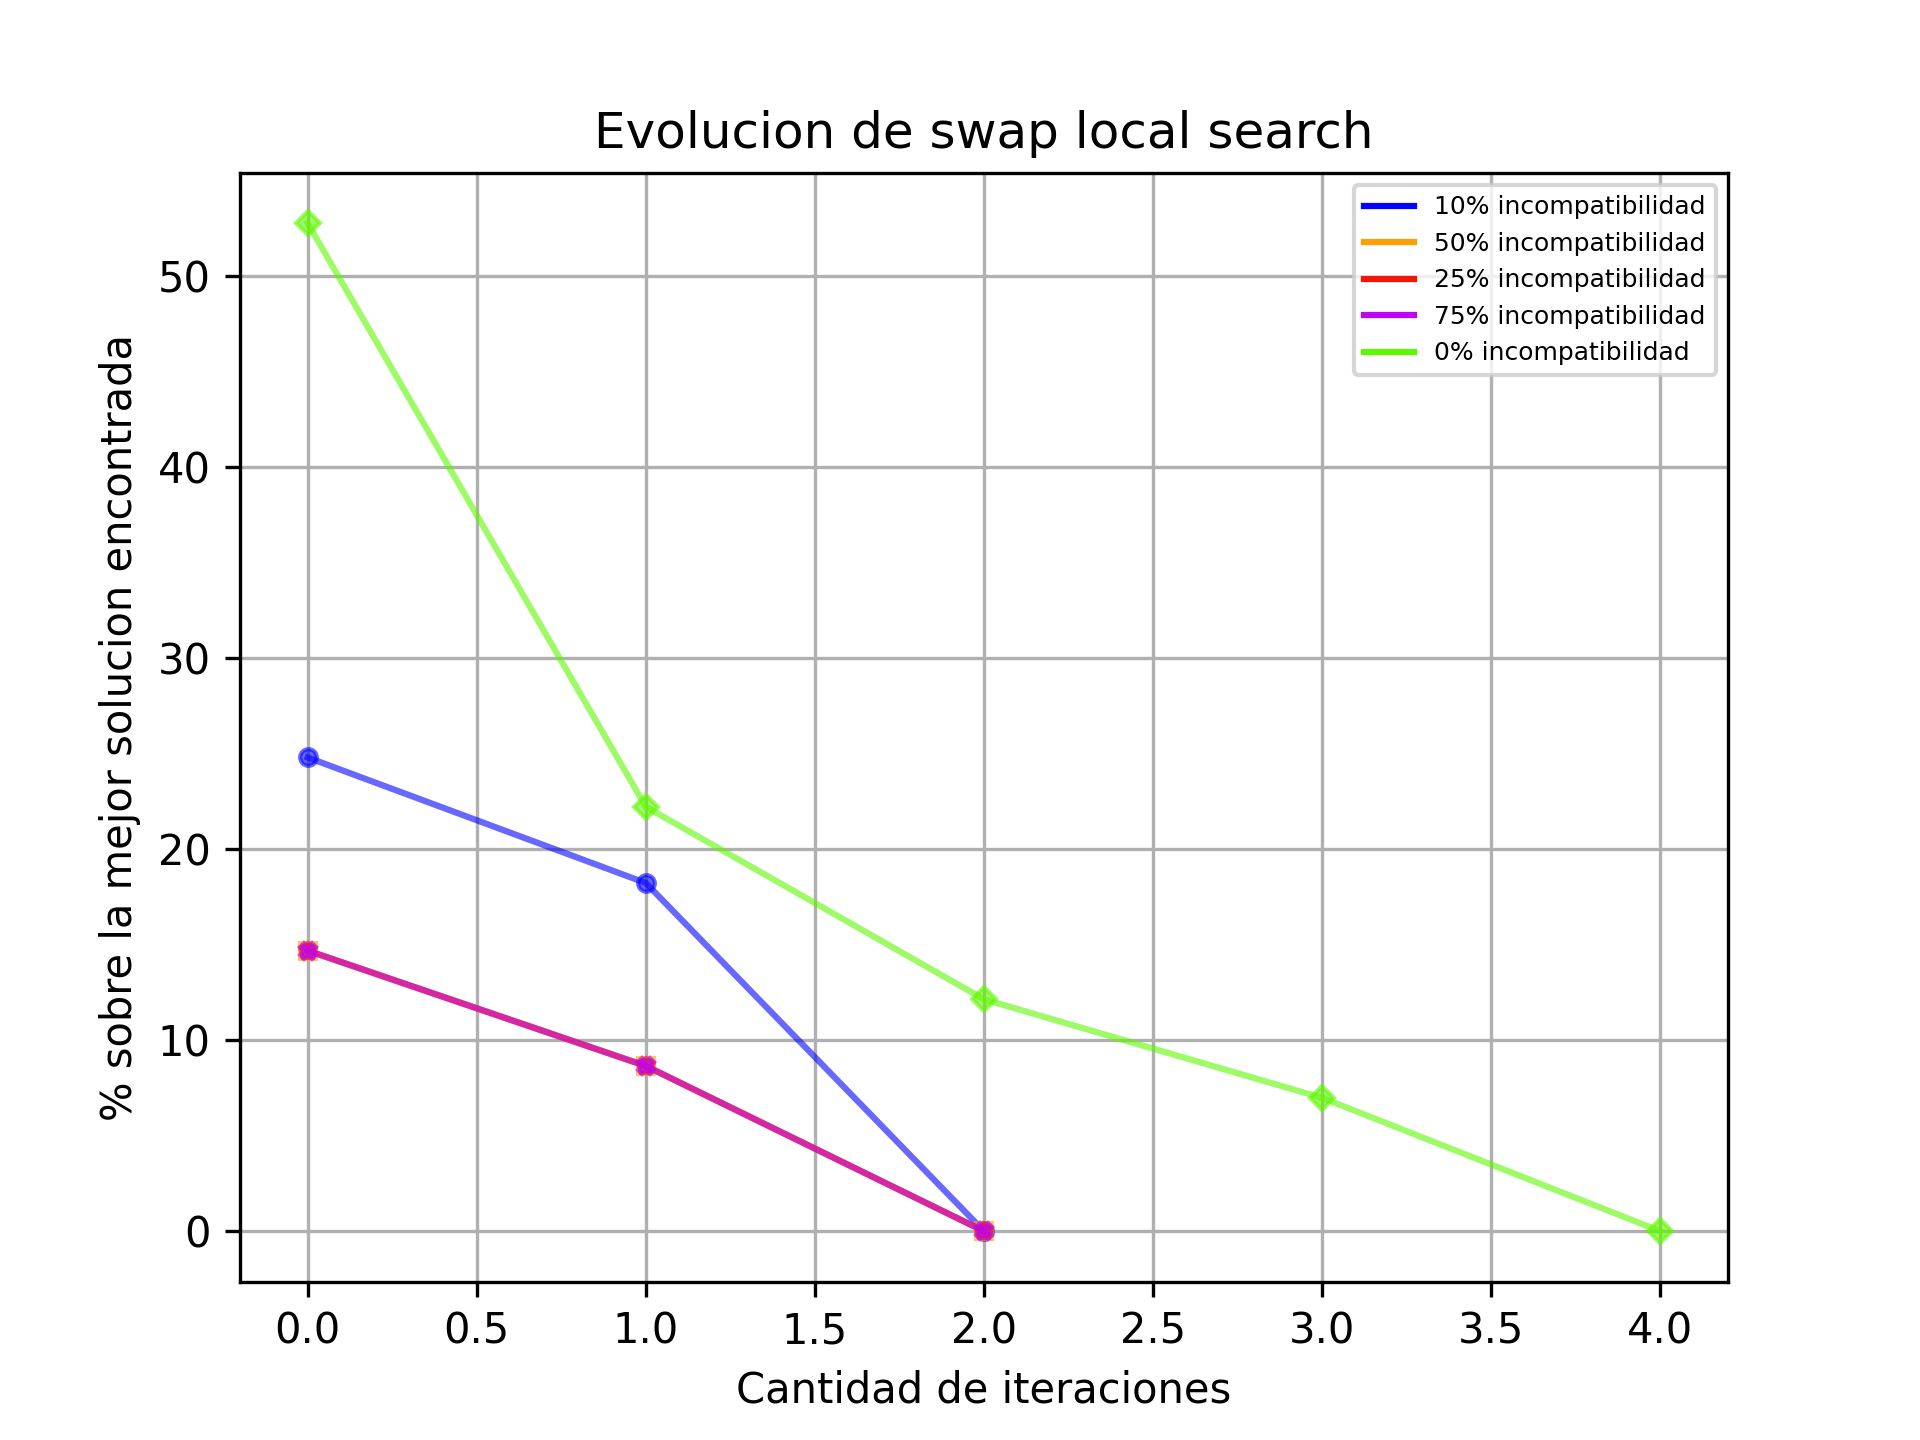 Evolucion de swap local search
10% incompatibilidad
50% incompatibilidad
25% incompatibilidad
75% incompatibilidad
0% incompatibilidad
% sobre la mejor solucion encontrada
50
40
30
20
10
0
0.0 0.5 1.0 1.5 2.0 2.5 3.0 3.5 4.0
Cantidad de iteraciones